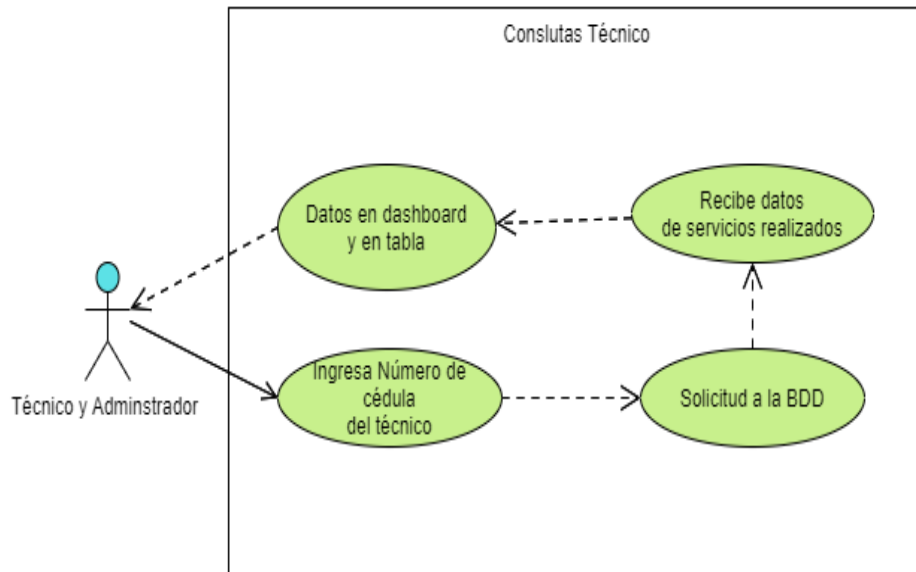 Conslutas Técnico
Datos en dashboard
y en tabla
Recibe datos
de servicios realizados
Técnico y Adminstrador
Ingresa Número de
cédula
del técnico
Solicitud a la BDD